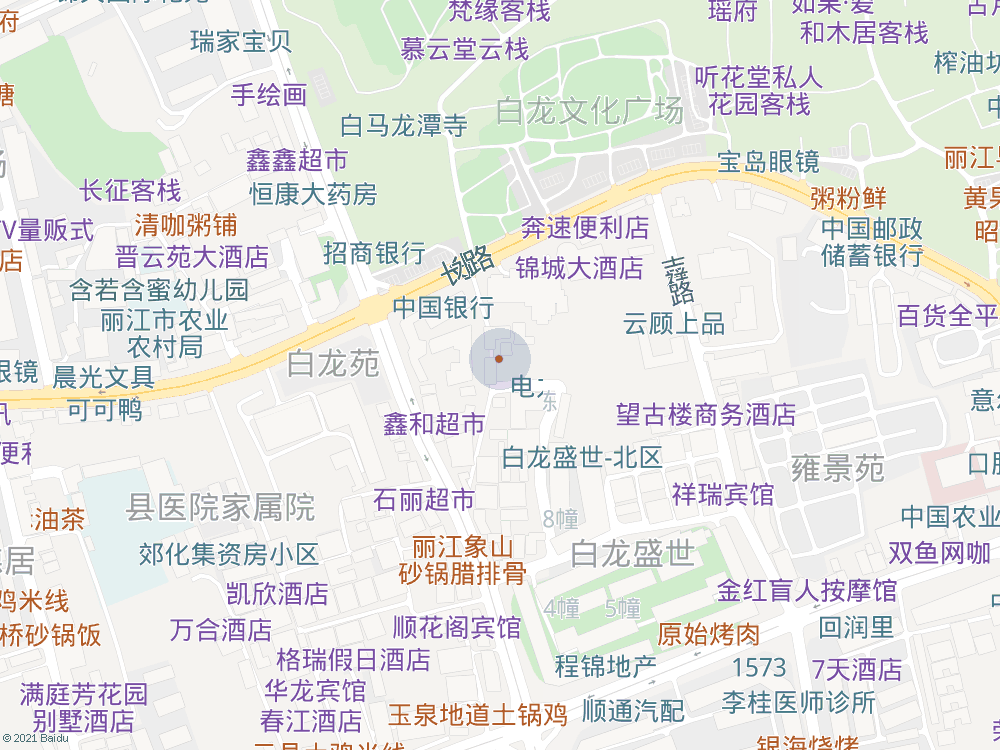 梵缘客栈
瑶府
如果·爱
瑞家宝贝
慕云堂云栈
和木居客栈
榨油坊
听花堂私人
花园客栈
手绘画
白龙文化广场
白马龙潭寺
鑫鑫超市
宝岛眼镜
长征客栈
恒康大药房
粥粉鲜
清咖粥铺
奔速便利店
中国邮政
储蓄银行
V量贩式
晋云苑大酒店
招商银行
长路
锦城大酒店
含若含蜜幼儿园
中国银行
丽江市农业
农村局
云顾上品
百货全平
白龙苑
眼镜
晨光文具
可可鸭
电
东
鑫和超市
望古楼商务酒店
白龙盛世-北区
雍景苑
石丽超市
祥瑞宾馆
县医院家属院
油茶
8幢
中国农业
丽江象山
砂锅腊排骨
郊化集资房小区
白龙盛世
双鱼网咖
凯欣酒店
金红盲人按摩馆
鸡米线
4幢
5幢
万合酒店
顺花阁宾馆
原始烤肉
回润里
桥砂锅饭
格瑞假日酒店
程锦地产
1573
7天酒店
满庭芳花园
别墅酒店
华龙宾馆
春江酒店
玉泉地道土锅鸡
顺通汽配
李桂医师诊所
银海烧烤
© 2021 Baidu